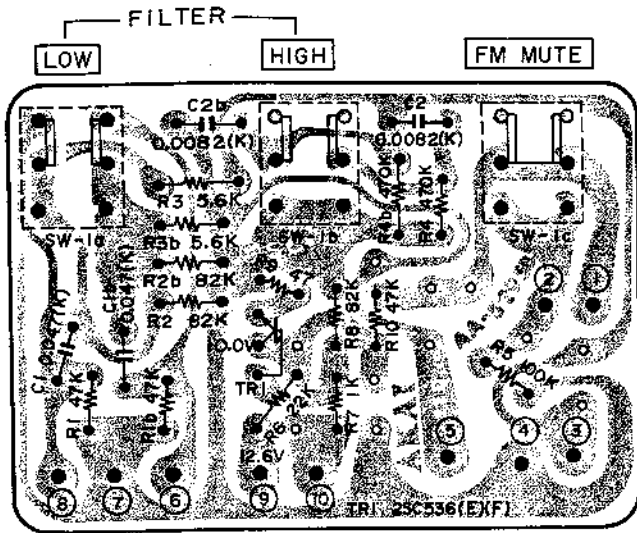 FILTER
LOW
HIGH
FM MUTE
C2b
0.0082(K)
C2
0.0082(K)
R3 5.6K
R3b 5.6K
R2b 82K
R2 82K
SW-1a
SW-1b
SW-1c
R4b 470K
R4 470K
C1 0.047(K)
C1b 0.047(K)
R1 47K
R1b 47K
R9 47
0.0V
TR1
R6 22K
12.6V
R8 82K
R10 47K
R7 1K
R5 100K
AKAI
2
1
5
4
3
8
7
6
9
10
TR1 2SC536(E)(F)